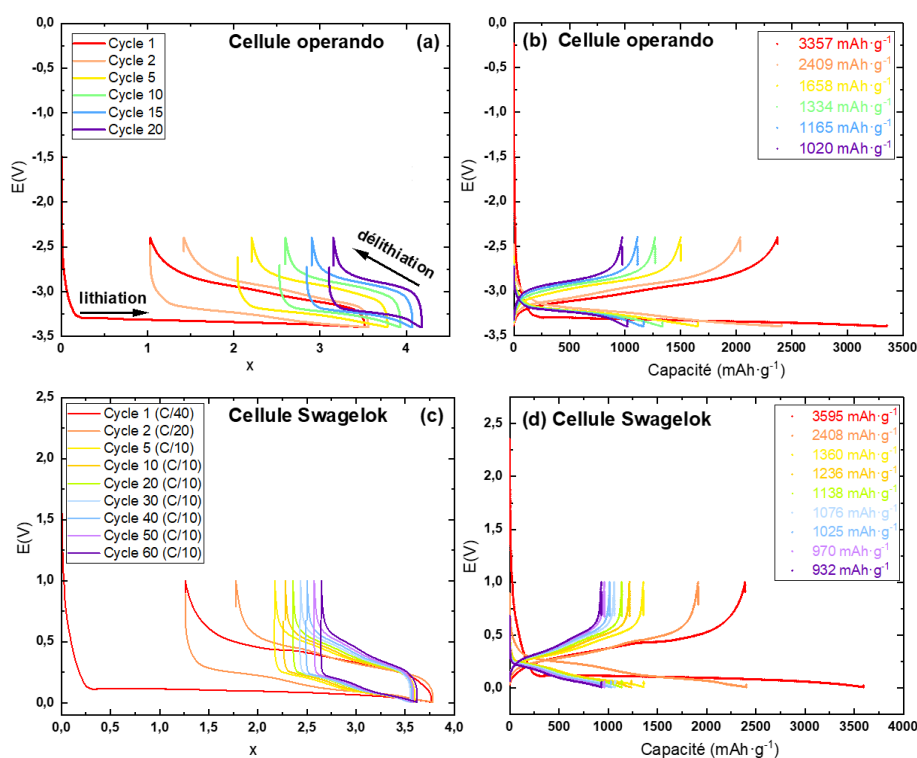 Cellule operando (a)
Cycle 1
Cycle 2
Cycle 5
Cycle 10
Cycle 15
Cycle 20
lithiation
délithiation
E(V)
0,0
-0,5
-1,0
-1,5
-2,0
-2,5
-3,0
-3,5
0 1 2 3 4
x
(b) Cellule operando
3357 mAh·g⁻¹
2409 mAh·g⁻¹
1658 mAh·g⁻¹
1334 mAh·g⁻¹
1165 mAh·g⁻¹
1020 mAh·g⁻¹
E(V)
0,0
-0,5
-1,0
-1,5
-2,0
-2,5
-3,0
-3,5
0 500 1000 1500 2000 2500 3000 3500
Capacité (mAh·g⁻¹)
Cellule Swagelok (c)
Cycle 1 (C/40)
Cycle 2 (C/20)
Cycle 5 (C/10)
Cycle 10 (C/10)
Cycle 20 (C/10)
Cycle 30 (C/10)
Cycle 40 (C/10)
Cycle 50 (C/10)
Cycle 60 (C/10)
E(V)
2,5
2,0
1,5
1,0
0,5
0,0
0,0 0,5 1,0 1,5 2,0 2,5 3,0 3,5 4,0
x
(d) Cellule Swagelok
3595 mAh·g⁻¹
2408 mAh·g⁻¹
1360 mAh·g⁻¹
1236 mAh·g⁻¹
1138 mAh·g⁻¹
1076 mAh·g⁻¹
1025 mAh·g⁻¹
970 mAh·g⁻¹
932 mAh·g⁻¹
E(V)
2,5
2,0
1,5
1,0
0,5
0,0
0 500 1000 1500 2000 2500 3000 3500 4000
Capacité (mAh·g⁻¹)